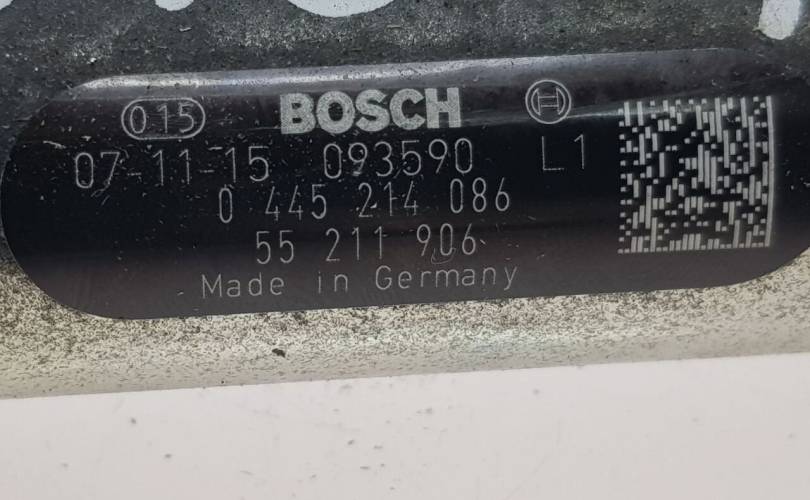 015 BOSCH
07-11-15 093590 L1
0 445 214 086
55 211 906
Made in Germany